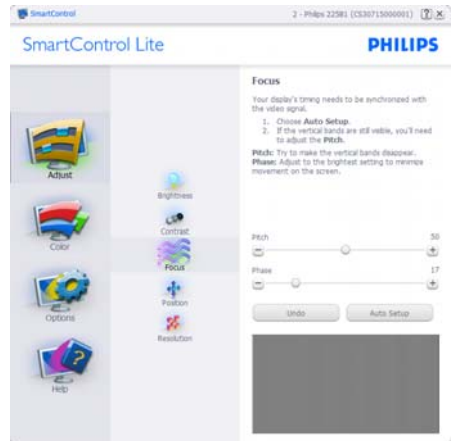 SmartControl
2 - Philips 225B1 (CS30715000001)
SmartControl Lite
PHILIPS
Adjust
Color
Options
Help
Brightness
Contrast
Focus
Position
Resolution
Focus
Your display's timing needs to be synchronized with
the video signal.
1. Choose Auto Setup.
2. If the vertical bands are still visible, you'll need
to adjust the Pitch.
Pitch: Try to make the vertical bands disappear.
Phase: Adjust to the brightest setting to minimize
movement on the screen.
Pitch 50
Phase 17
Undo Auto Setup